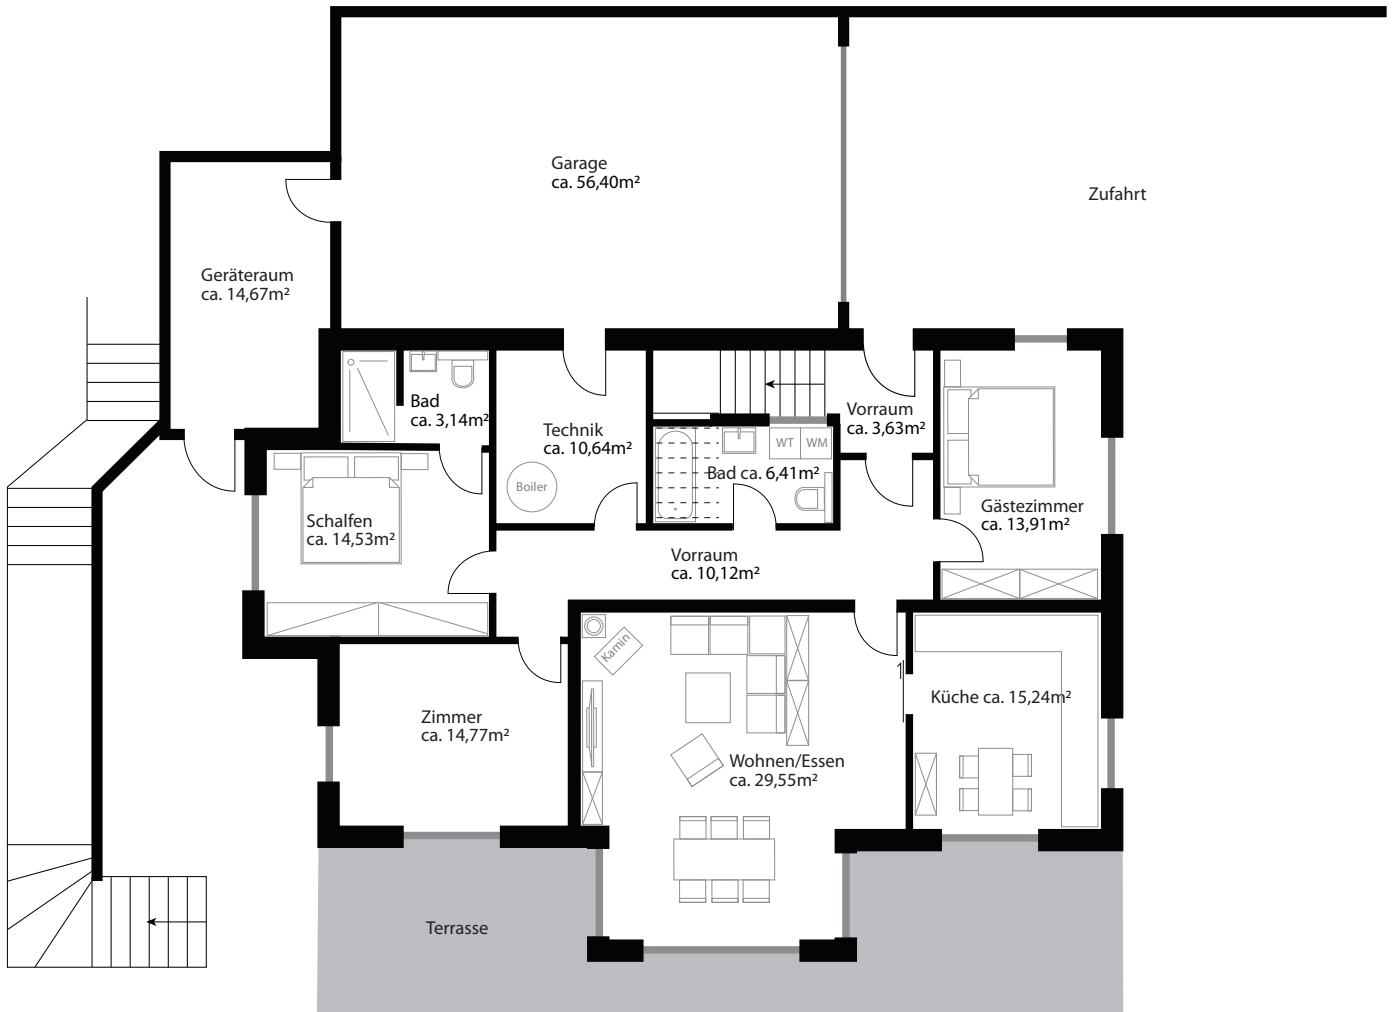 Garage
ca. 56,40m²
Zufahrt
Geräteraum
ca. 14,67m²
Bad
ca. 3,14m²
Technik
ca. 10,64m²
Boiler
Vorraum
ca. 3,63m²
WT
WM
Bad ca. 6,41m²
Schalfen
ca. 14,53m²
Gästezimmer
ca. 13,91m²
Vorraum
ca. 10,12m²
Kamin
Küche ca. 15,24m²
Zimmer
ca. 14,77m²
Wohnen/Essen
ca. 29,55m²
Terrasse